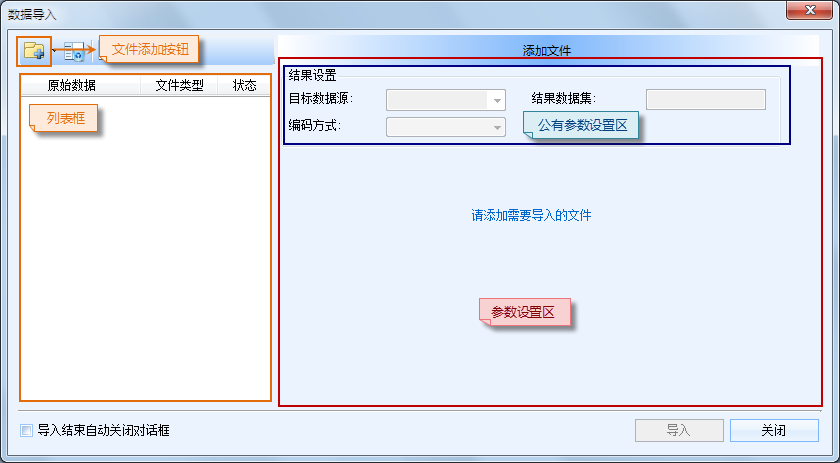 数据导入
文件添加按钮
添加文件
原始数据 文件类型 状态
列表框
结果设置
目标数据源: 结果数据集:
编码方式:
公有参数设置区
请添加需要导入的文件
参数设置区
导入结束自动关闭对话框
导入 关闭